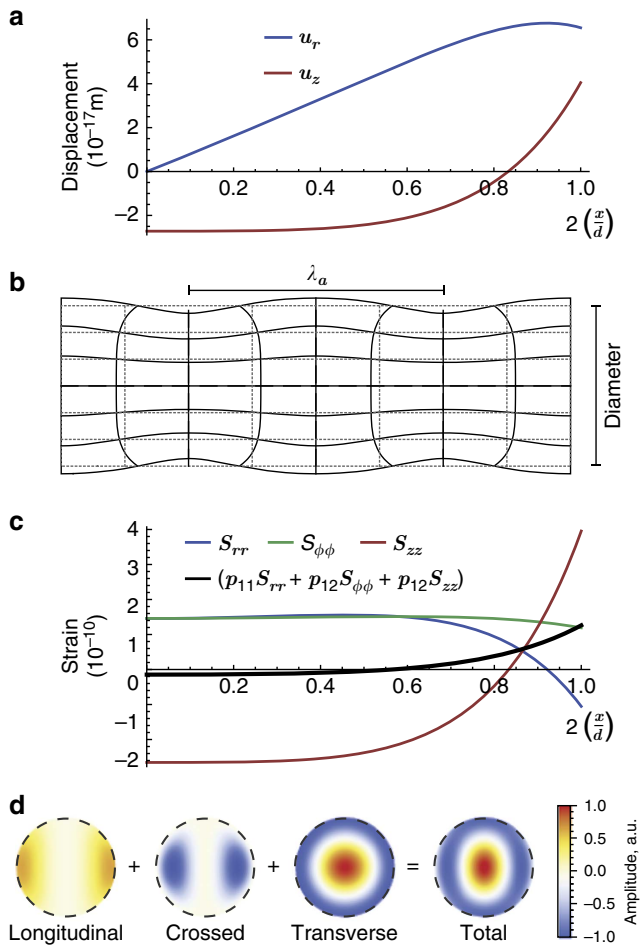 a
Displacement
(10⁻¹⁷m)
6
4
2
0
−2
u_r
u_z
0.2
0.4
0.6
0.8
1.0
2 (x/d)
b
λ_a
Diameter
c
Strain
(10⁻¹⁰)
4
3
2
1
0
−1
−2
S_rr S_ϕϕ S_zz
(p₁₁S_rr + p₁₂S_ϕϕ + p₁₂S_zz)
0.2
0.4
0.6
0.8
1.0
2 (x/d)
d
+ + =
Longitudinal Crossed Transverse Total
1.0
0.5
0.0
−0.5
−1.0
Amplitude, a.u.